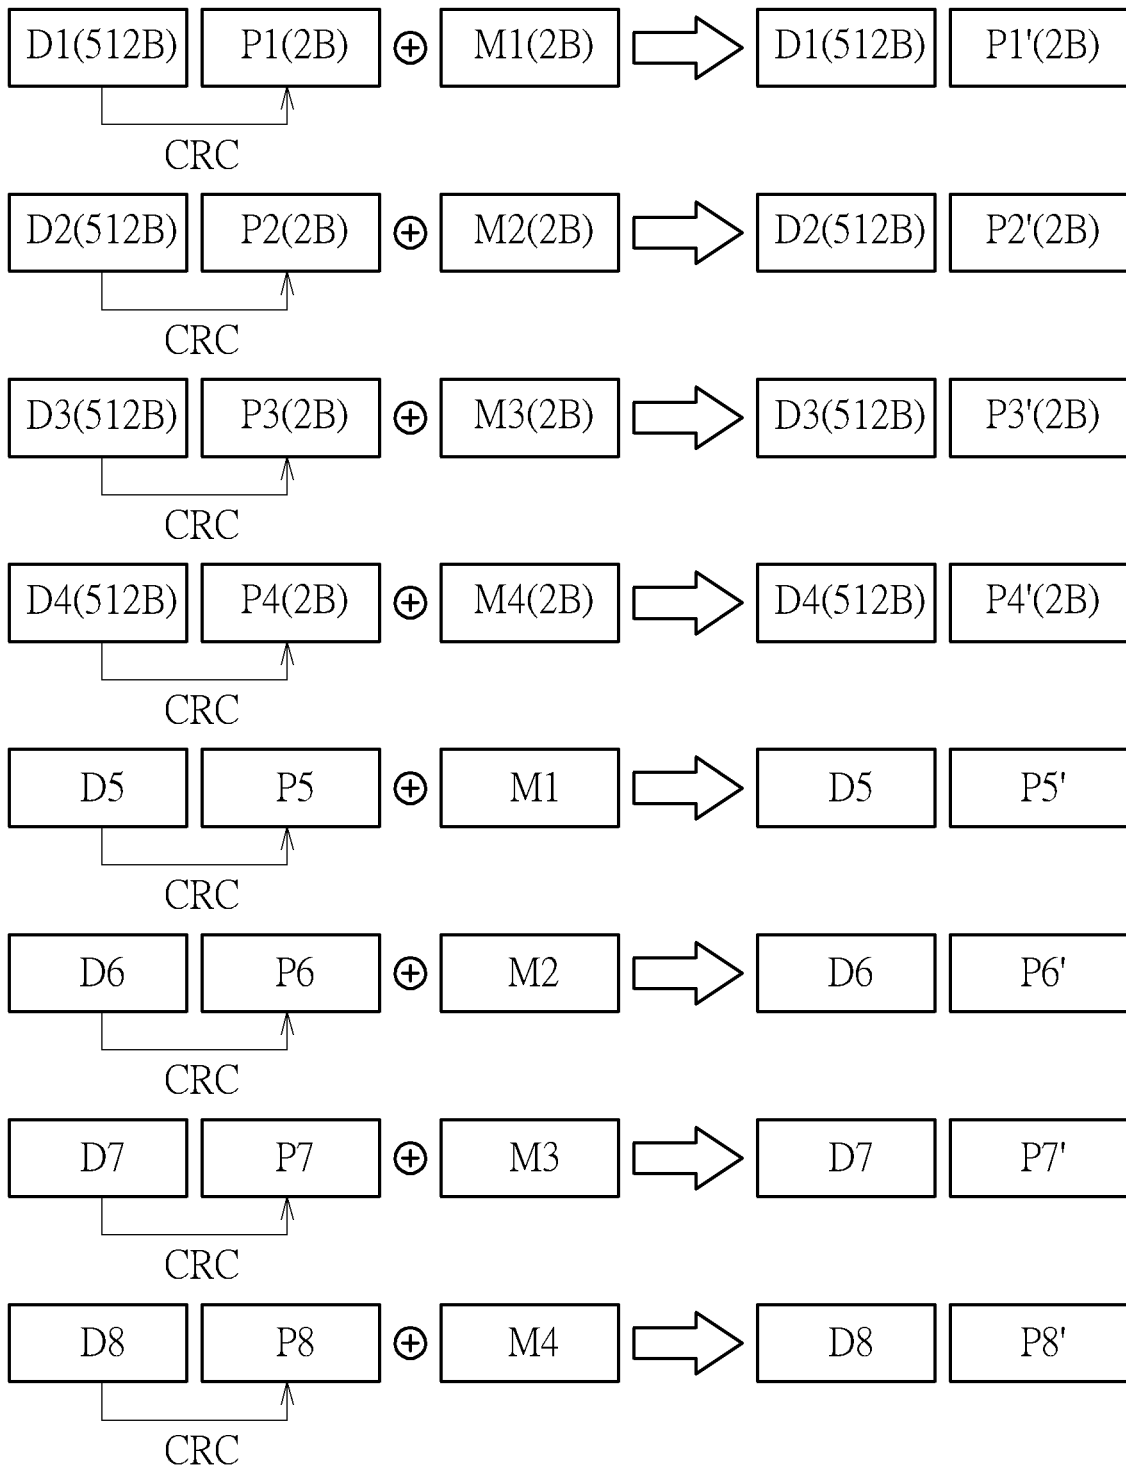 D1(512B) P1(2B) ⊕ M1(2B) D1(512B) P1'(2B)
CRC
D2(512B) P2(2B) ⊕ M2(2B) D2(512B) P2'(2B)
CRC
D3(512B) P3(2B) ⊕ M3(2B) D3(512B) P3'(2B)
CRC
D4(512B) P4(2B) ⊕ M4(2B) D4(512B) P4'(2B)
CRC
D5 P5 ⊕ M1 D5 P5'
CRC
D6 P6 ⊕ M2 D6 P6'
CRC
D7 P7 ⊕ M3 D7 P7'
CRC
D8 P8 ⊕ M4 D8 P8'
CRC